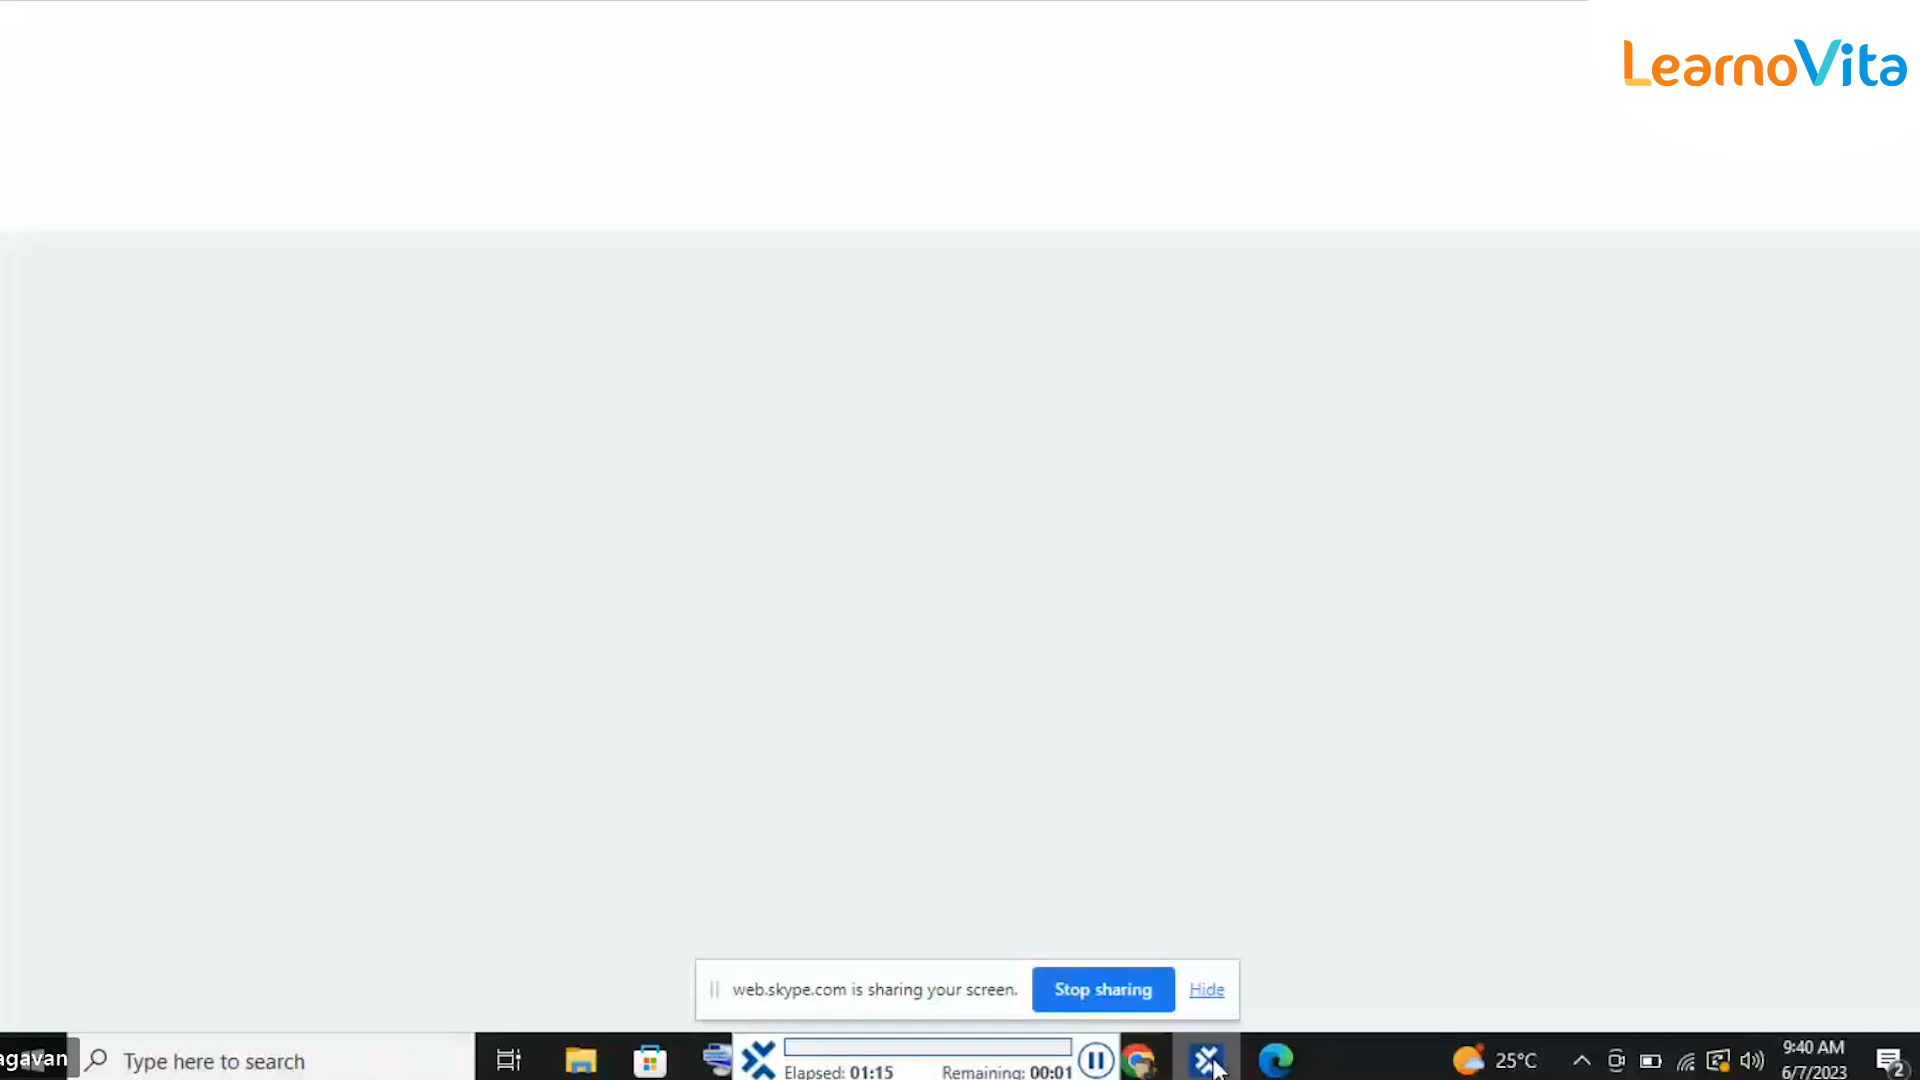 LearnoVita
web.skype.com is sharing your screen. Stop sharing Hide
agavan Type here to search
Elapsed: 01:15 Remaining: 00:01
25°C
9:40 AM
6/7/2023
2